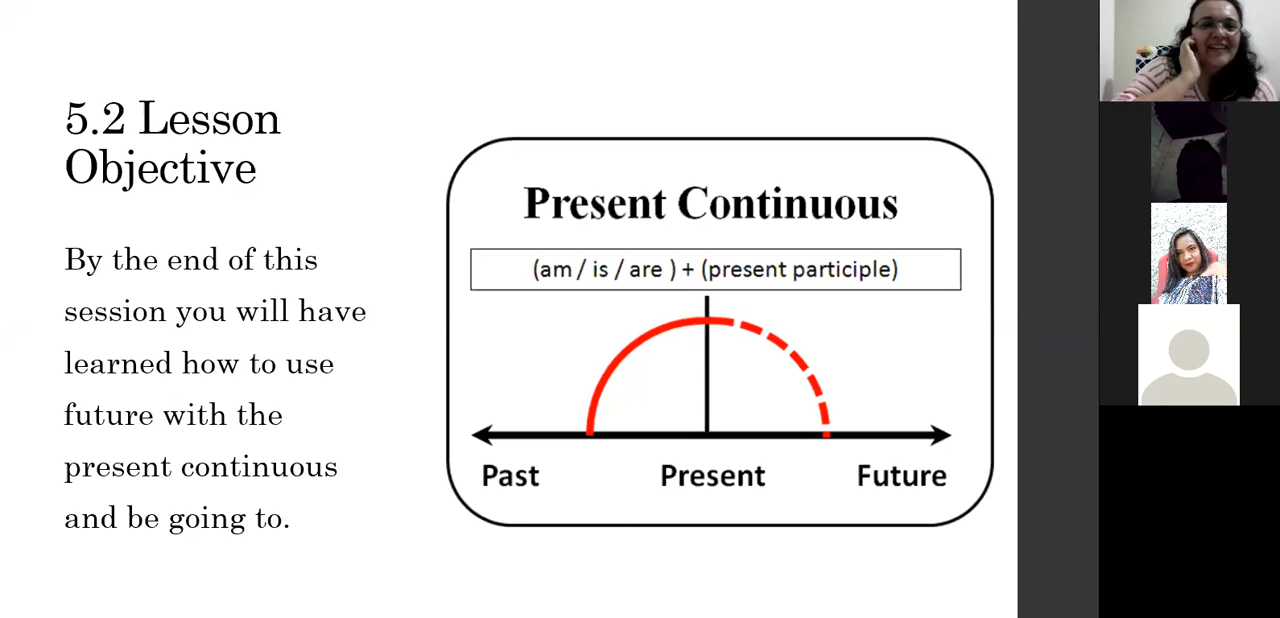 5.2 Lesson
Objective
By the end of this
session you will have
learned how to use
future with the
present continuous
and be going to.
Present Continuous
(am / is / are ) + (present participle)
Past
Present
Future